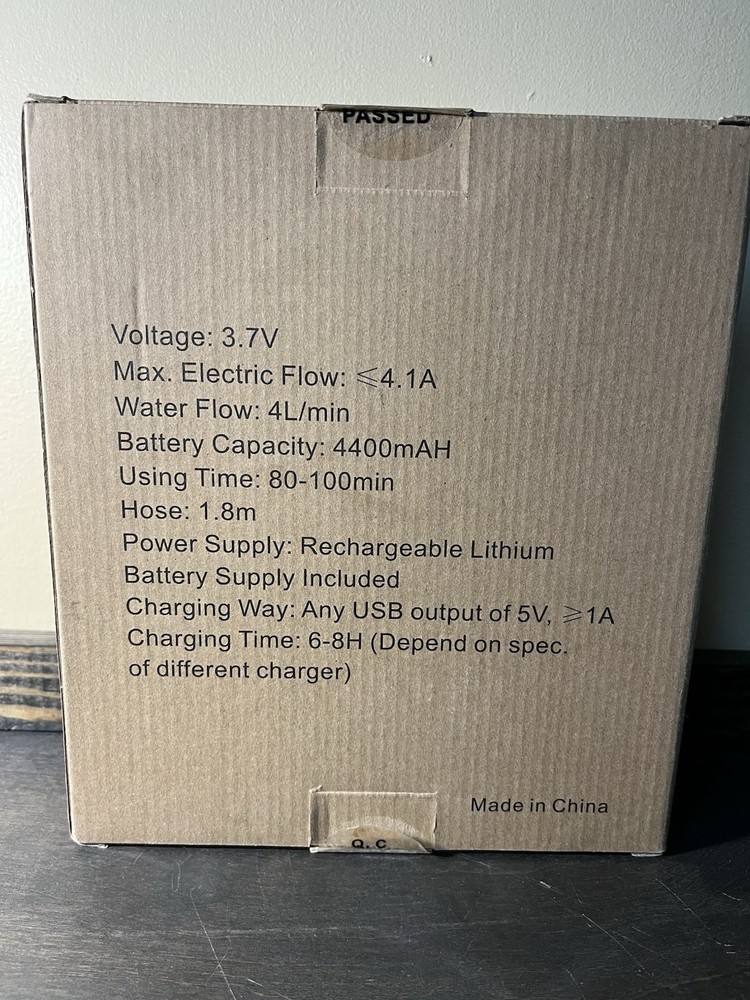 PASSED
Voltage: 3.7V
Max. Electric Flow: ≤4.1A
Water Flow: 4L/min
Battery Capacity: 4400mAH
Using Time: 80-100min
Hose: 1.8m
Power Supply: Rechargeable Lithium
Battery Supply Included
Charging Way: Any USB output of 5V, ≥1A
Charging Time: 6-8H (Depend on spec.
of different charger)
Made in China
Q.C